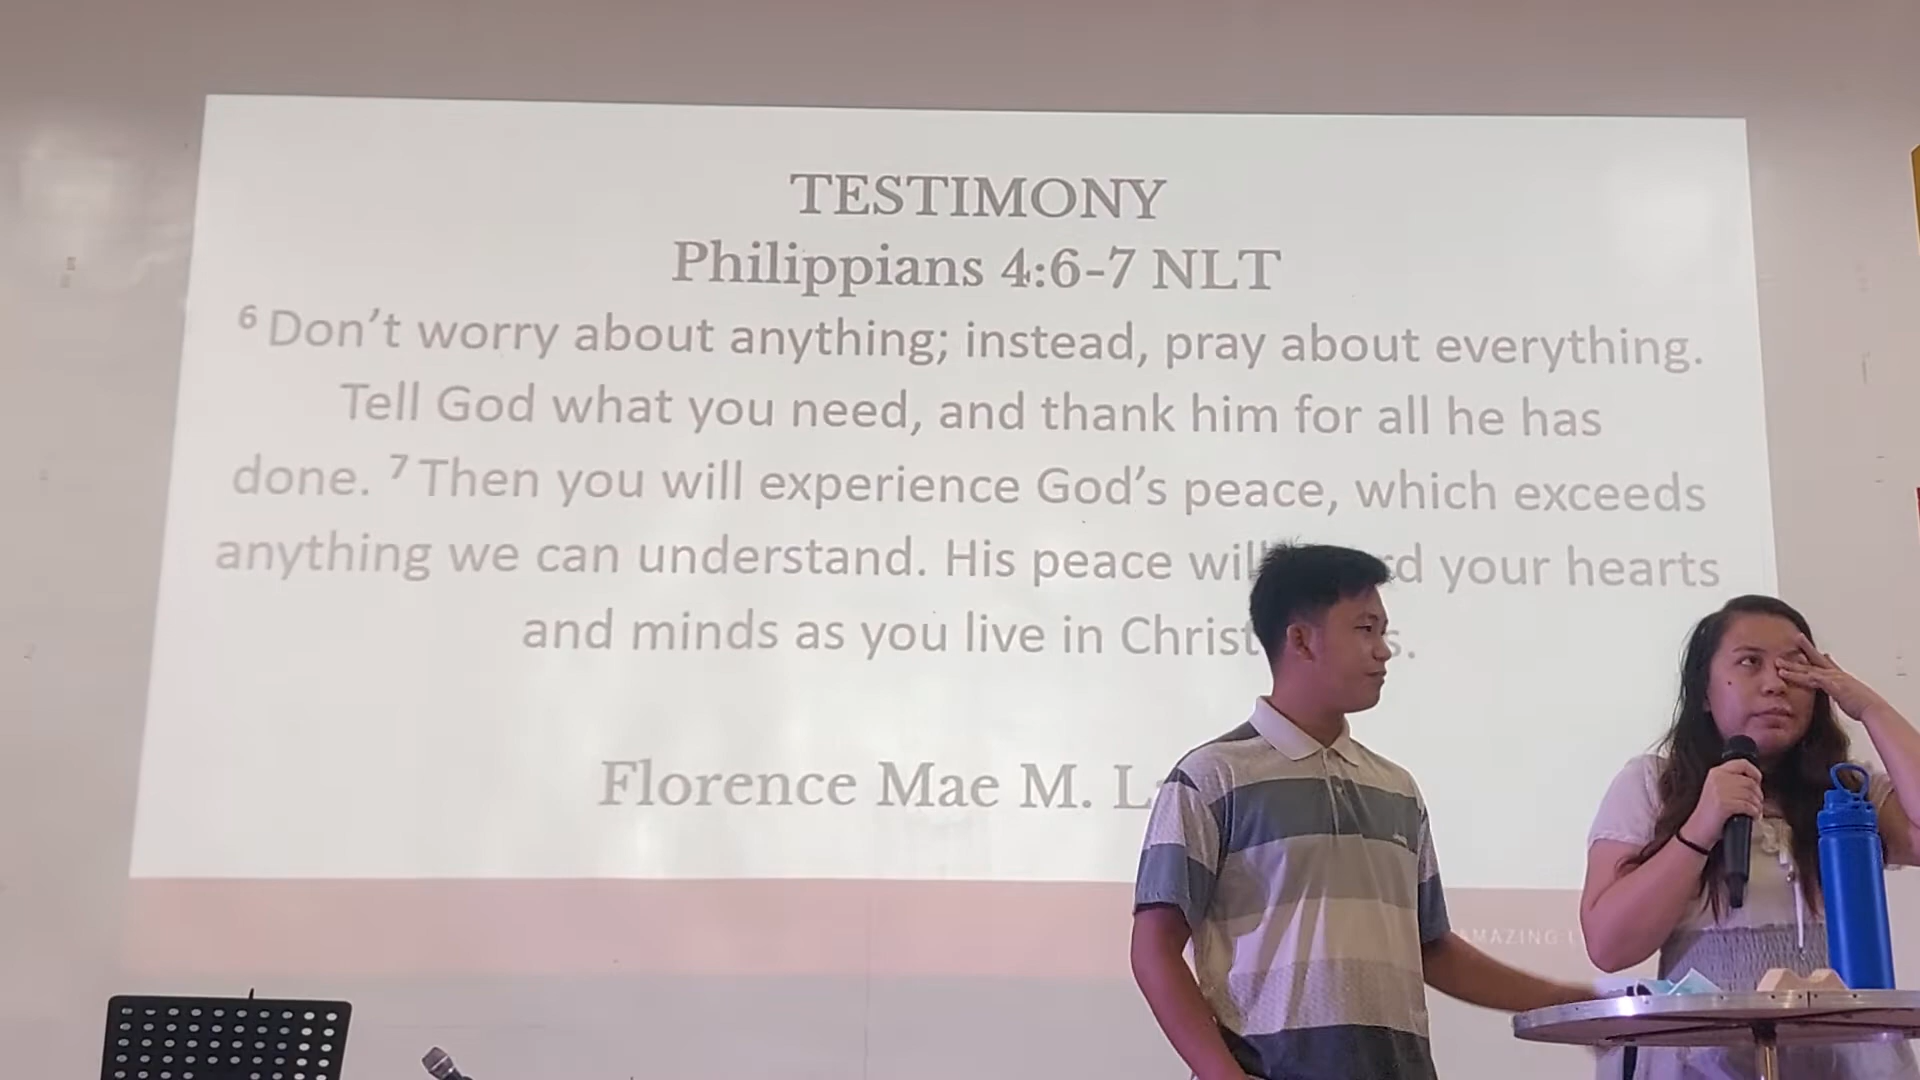 TESTIMONY
Philippians 4:6-7 NLT
6 Don’t worry about anything; instead, pray about everything.
Tell God what you need, and thank him for all he has
done. 7 Then you will experience God’s peace, which exceeds
anything we can understand. His peace your hearts
and minds as you live in Christ
Florence Mae M.
AMAZING